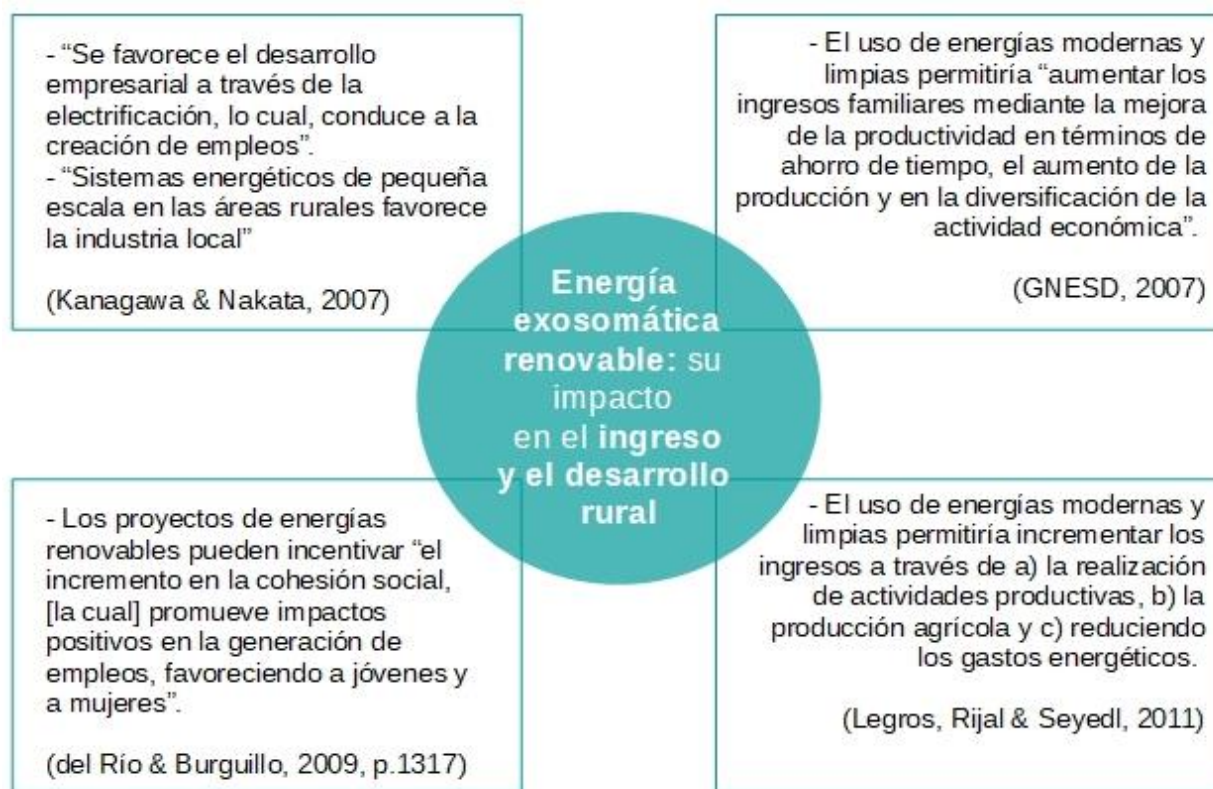 - “Se favorece el desarrollo
empresarial a través de la
electrificación, lo cual, conduce a la
creación de empleos”.
- “Sistemas energéticos de pequeña
escala en las áreas rurales favorece
la industria local”
(Kanagawa & Nakata, 2007)
- El uso de energías modernas y
limpias permitiría “aumentar los
ingresos familiares mediante la mejora
de la productividad en términos de
ahorro de tiempo, el aumento de la
producción y en la diversificación de la
actividad económica”.
(GNESD, 2007)
Energía
exosomática
renovable: su
impacto
en el ingreso
y el desarrollo
rural
- Los proyectos de energías
renovables pueden incentivar “el
incremento en la cohesión social,
[la cual] promueve impactos
positivos en la generación de
empleos, favoreciendo a jóvenes y
a mujeres”.
(del Río & Burguillo, 2009, p.1317)
- El uso de energías modernas y
limpias permitiría incrementar los
ingresos a través de a) la realización
de actividades productivas, b) la
producción agrícola y c) reduciendo
los gastos energéticos.
(Legros, Rijal & Seyedl, 2011)